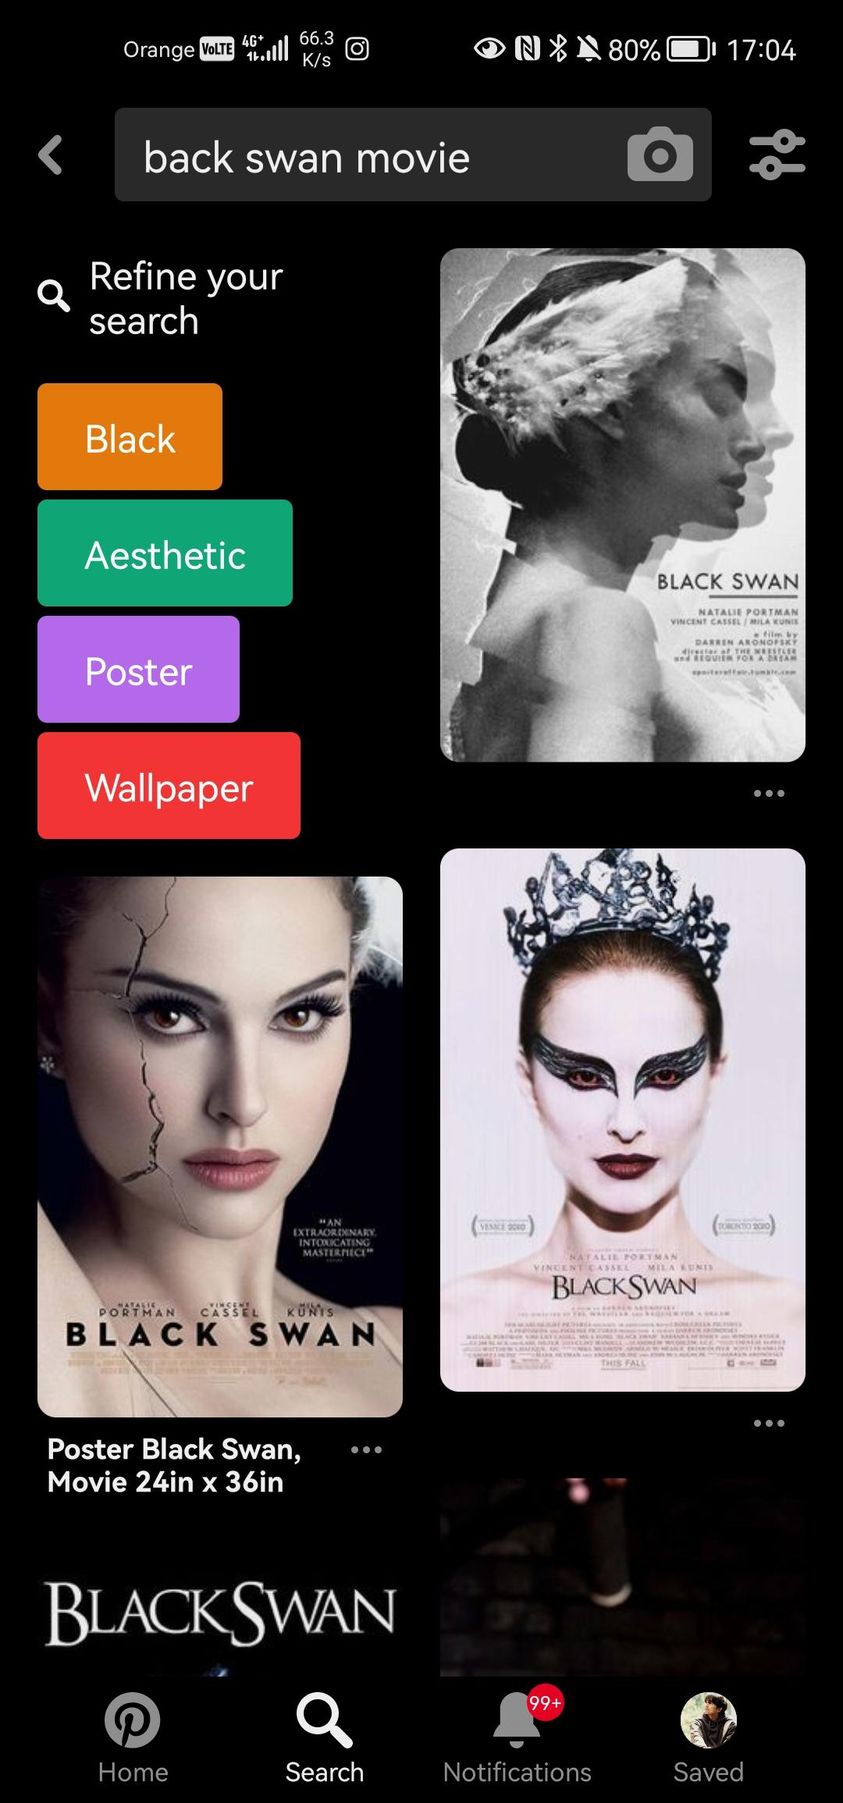 Orange VoLTE 4G+ 66.3 K/s 80% 17:04
back swan movie
Refine your
search
Black
Aesthetic
Poster
Wallpaper
BLACK SWAN
NATALIE PORTMAN
VINCENT CASSEL / MILA KUNIS
a film by
DARREN ARONOFSKY
director of THE WRESTLER
and REQUIEM FOR A DREAM
"AN
EXTRAORDINARY,
INTOXICATING
MASTERPIECE"
NATALIE PORTMAN VINCENT CASSEL MILA KUNIS
BLACK SWAN
Poster Black Swan,
Movie 24in x 36in
VENICE 2010
TORONTO 2010
NATALIE PORTMAN
VINCENT CASSEL MILA KUNIS
BLACK SWAN
THIS FALL
BLACK SWAN
99+
Home
Search
Notifications
Saved